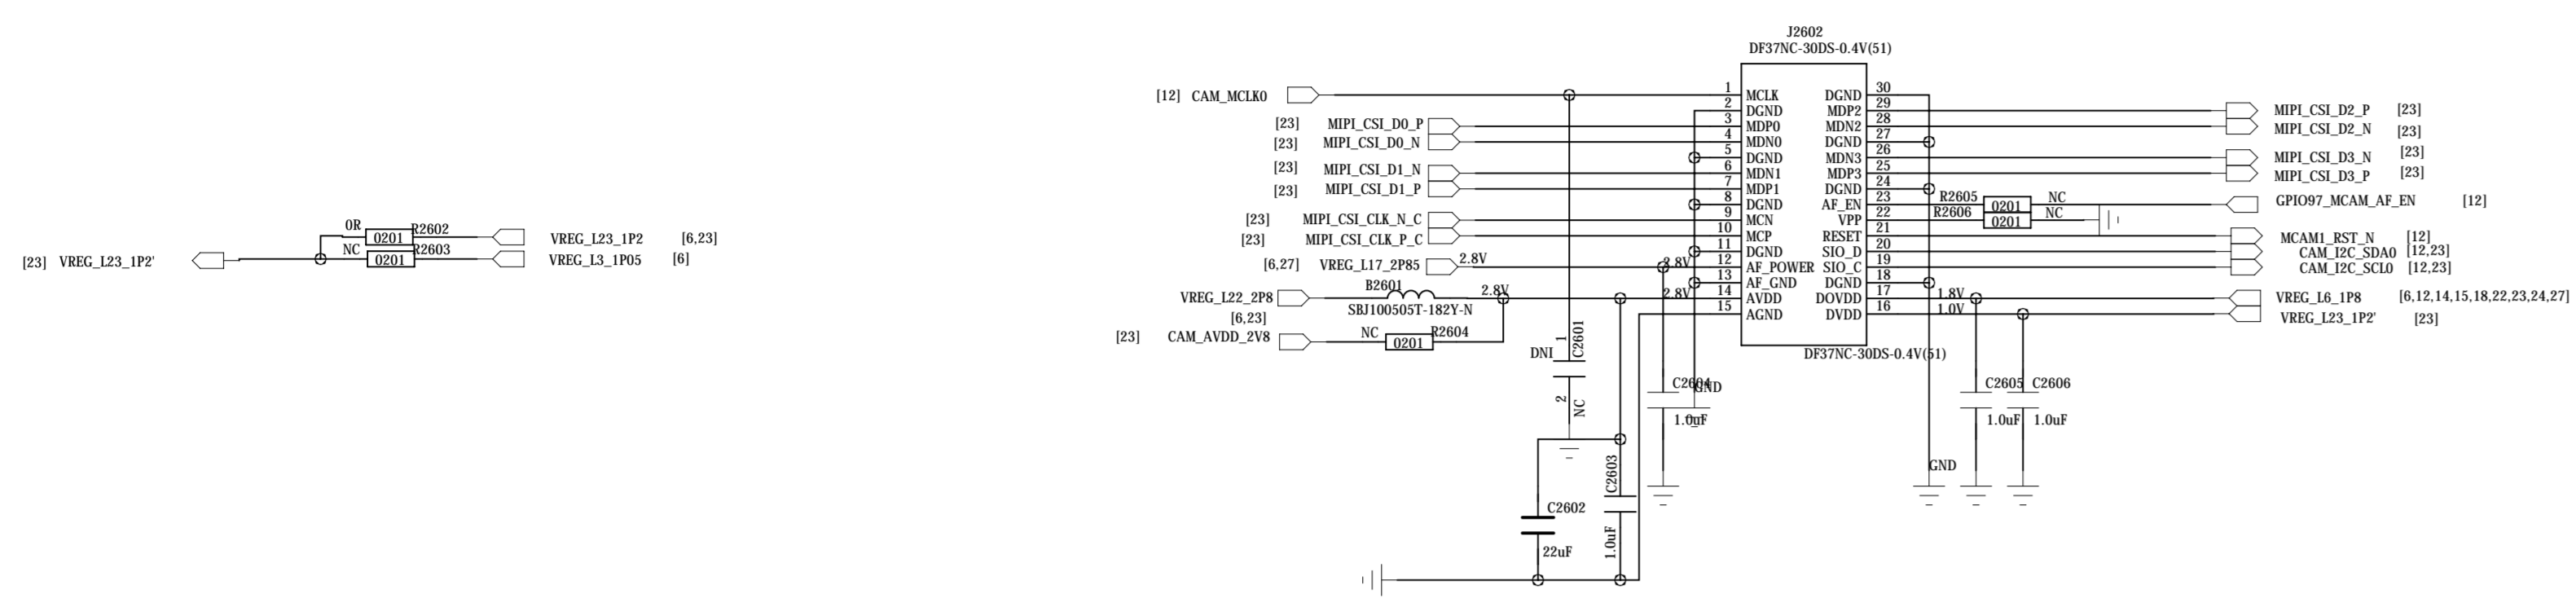 J2602
DF37NC-30DS-0.4V(51)
[12] CAM_MCLK0
1 MCLK DGND 30
2 DGND MDP2 29 MIPI_CSI_D2_P [23]
[23] MIPI_CSI_D0_P 3 MDP0 MDN2 28 MIPI_CSI_D2_N [23]
[23] MIPI_CSI_D0_N 4 MDN0 DGND 27
5 DGND MDN3 26 MIPI_CSI_D3_N [23]
[23] MIPI_CSI_D1_N 6 MDN1 MDP3 25 MIPI_CSI_D3_P [23]
[23] MIPI_CSI_D1_P 7 MDP1 DGND 24
8 DGND AF_EN 23 R2605 0201 NC GPIO97_MCAM_AF_EN [12]
[23] MIPI_CSI_CLK_N_C 9 MCN VPP 22 R2606 0201 NC
[23] MIPI_CSI_CLK_P_C 10 MCP RESET 21 MCAM1_RST_N [12]
11 DGND SIO_D 20 CAM_I2C_SDA0 [12,23]
[6,27] VREG_L17_2P85 2.8V 2.8V 12 AF_POWER SIO_C 19 CAM_I2C_SCL0 [12,23]
13 AF_GND DGND 18
VREG_L22_2P8 B2601 2.8V 2.8V 14 AVDD DOVDD 17 1.8V VREG_L6_1P8 [6,12,14,15,18,22,23,24,27]
[6,23] SBJ100505T-182Y-N 15 AGND DVDD 16 1.0V VREG_L23_1P2' [23]
[23] CAM_AVDD_2V8 NC 0201 R2604
DF37NC-30DS-0.4V(51)
0R 0201 R2602 VREG_L23_1P2 [6,23]
NC 0201 R2603 VREG_L3_1P05 [6]
[23] VREG_L23_1P2'
DNI 1 C2601
2 NC
C2604 GND
1.0uF
C2605 C2606
1.0uF 1.0uF
GND
C2603
1.0uF
C2602
22uF